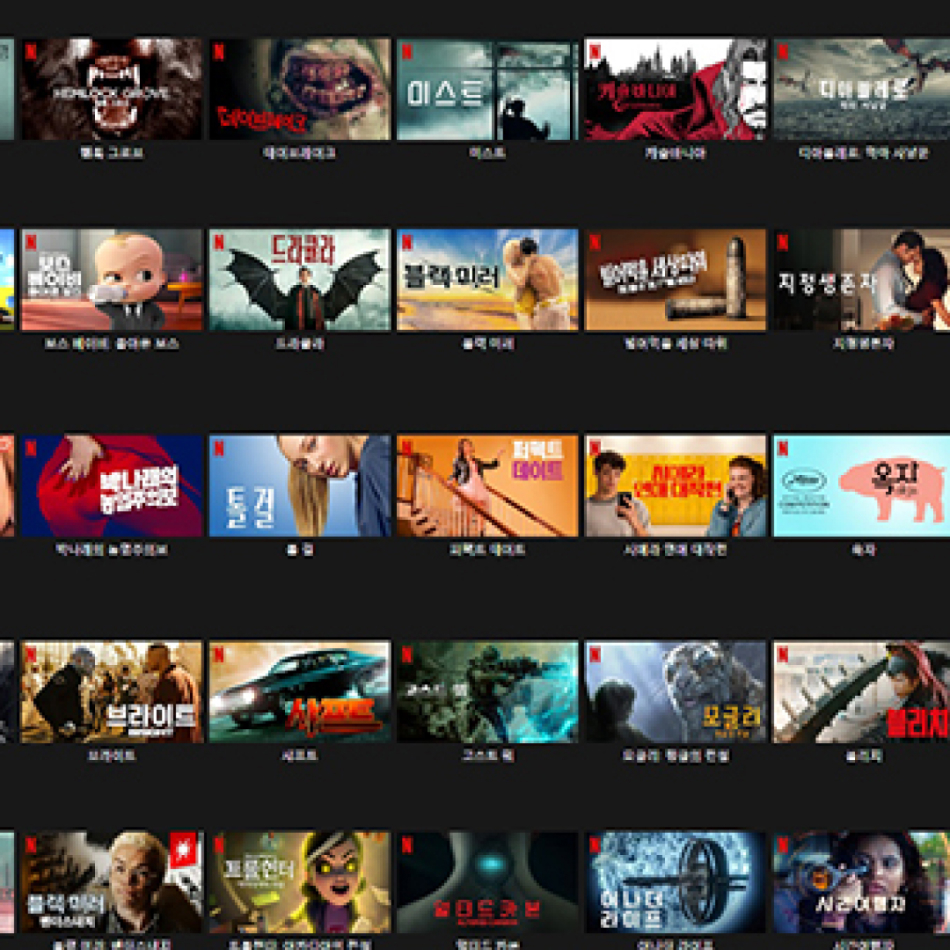 HEMLOCK GROVE
헴록 그로브
데이브레이크
데이브레이크
미스트
미스트
캐슬바니아
캐슬바니아
디아블레로
디아블레로: 악마 사냥꾼
보스
베이비
보스 베이비: 돌아온 보스
드라큘라
드라큘라
블랙 미러
블랙 미러
빌어먹을 세상 따위
빌어먹을 세상 따위
지정생존자
지정생존자
박나래의
농염주의보
박나래의 농염주의보
톨 걸
톨 걸
퍼펙트
데이트
퍼펙트 데이트
시에라
연애 대작전
시에라 연애 대작전
옥자
옥자
브라이트
BRIGHT
브라이트
샤프트
샤프트
고스트 워
고스트 워
모글리
모글리: 정글의 전설
블리치
블리치
블랙 미러
밴더스내치
블랙 미러: 밴더스내치
트롤헌터
트롤헌터: 아카디아의 전설
얼터드 카본
얼터드 카본
어나더
라이프
어나더 라이프
시간여행자
시간여행자